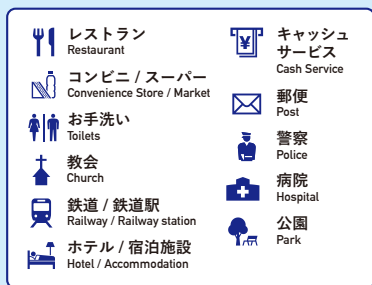 レストラン
Restaurant
コンビニ / スーパー
Convenience Store / Market
お手洗い
Toilets
教会
Church
鉄道 / 鉄道駅
Railway / Railway station
ホテル / 宿泊施設
Hotel / Accommodation
¥
キャッシュ
サービス
Cash Service
郵便
Post
警察
Police
病院
Hospital
公園
Park